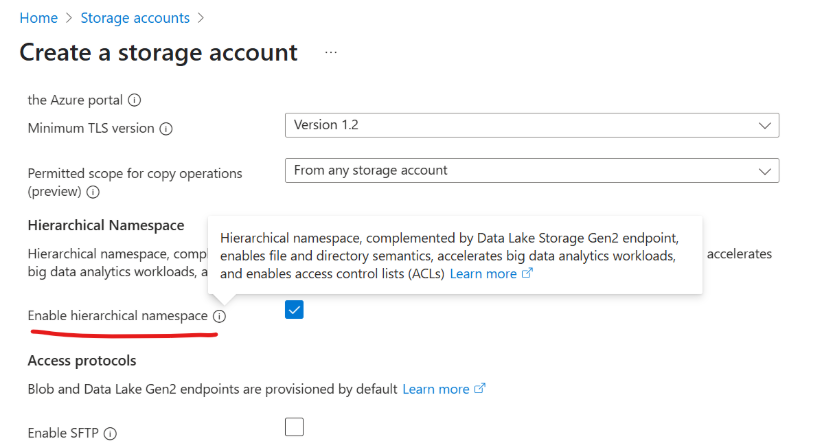 Home > Storage accounts >
Create a storage account ...
the Azure portal
Minimum TLS version
Version 1.2
Permitted scope for copy operations
(preview)
From any storage account
Hierarchical Namespace
Hierarchical namespace, comp
accelerates
big data analytics workloads, a
Hierarchical namespace, complemented by Data Lake Storage Gen2 endpoint,
enables file and directory semantics, accelerates big data analytics workloads,
and enables access control lists (ACLs) Learn more
Enable hierarchical namespace
Access protocols
Blob and Data Lake Gen2 endpoints are provisioned by default Learn more
Enable SFTP